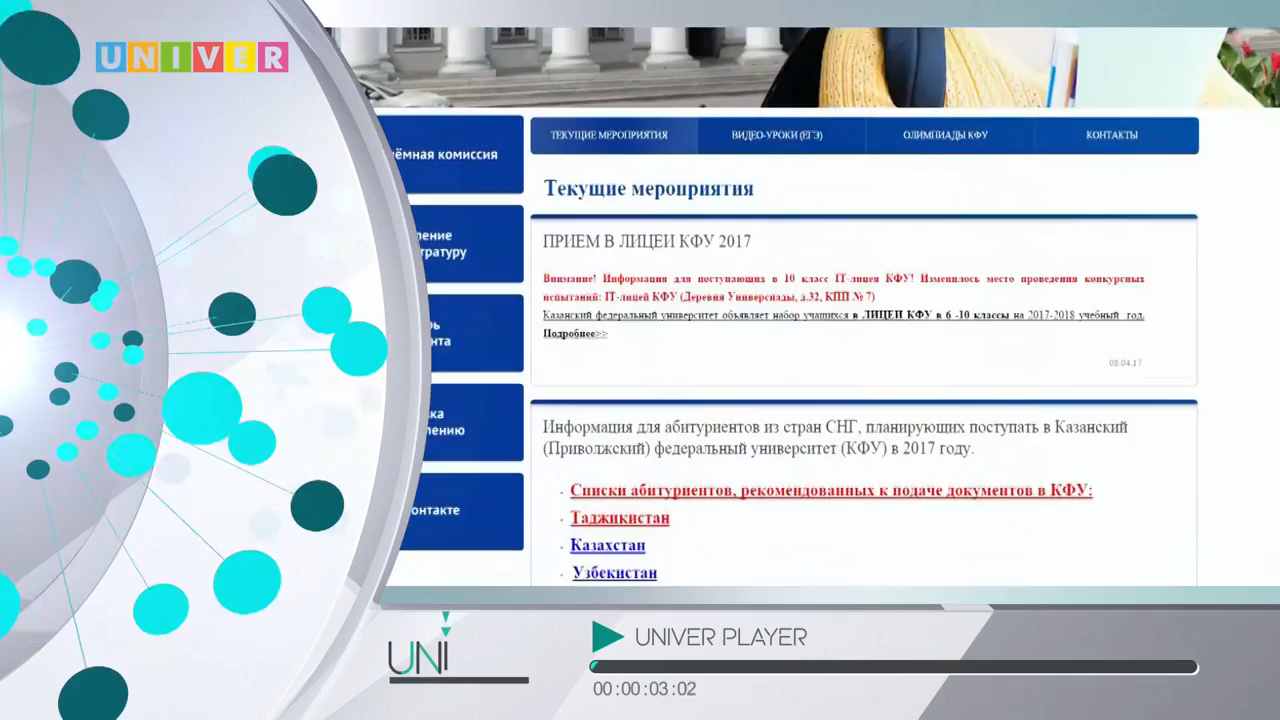 UNIVER
ёмная комиссия
ление
тратуру
рь
нта
ка
лению
онтакте
ТЕКУЩИЕ МЕРОПРИЯТИЯ
ВИДЕО-УРОКИ (ЕГЭ)
ОЛИМПИАДЫ КФУ
КОНТАКТЫ
Текущие мероприятия
ПРИЕМ В ЛИЦЕИ КФУ 2017
Внимание! Информация для поступающих в 10 класс IT-лицея КФУ! Изменилось место проведения конкурсных
испытаний: IT-лицей КФУ (Деревня Универсиады, д.32, КПП № 7)
Казанский федеральный университет объявляет набор учащихся в ЛИЦЕИ КФУ в 6 -10 классы на 2017-2018 учебный год.
Подробнее>>
08.04.17
Информация для абитуриентов из стран СНГ, планирующих поступать в Казанский
(Приволжский) федеральный университет (КФУ) в 2017 году.
Списки абитуриентов, рекомендованных к подаче документов в КФУ:
Таджикистан
Казахстан
Узбекистан
UNI
UNIVER PLAYER
00:00:03:02